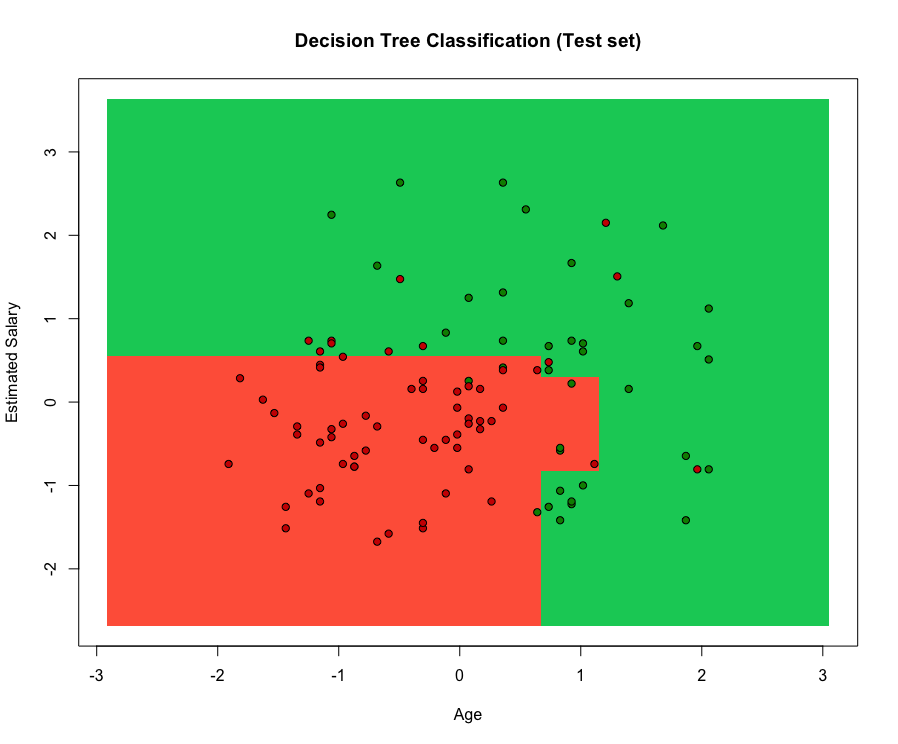 Decision Tree Classification (Test set)
Estimated Salary
3
2
1
0
-1
-2
-3 -2 -1 0 1 2 3
Age